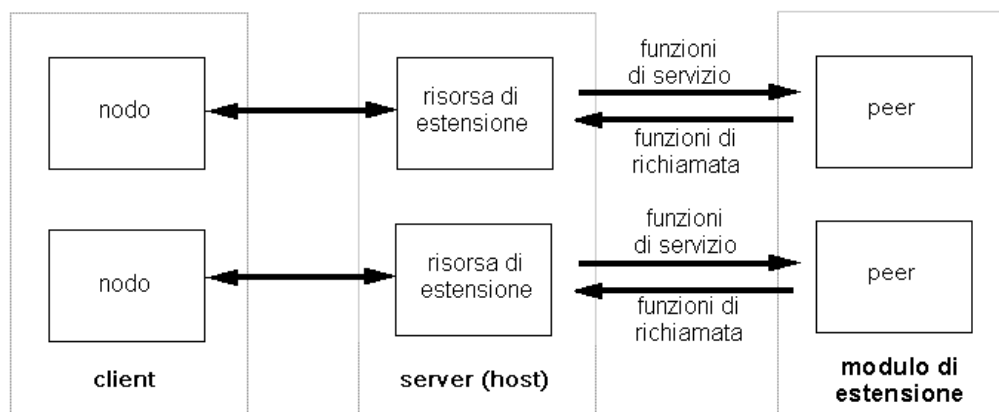 funzioni
di servizio
nodo
risorsa di
estensione
peer
funzioni di
richiamata
funzioni
di servizio
nodo
risorsa di
estensione
peer
funzioni di
richiamata
client
server (host)
modulo di
estensione